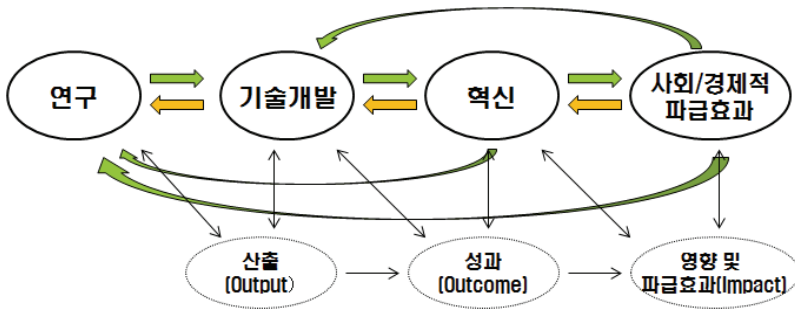 연구
기술개발
혁신
사회/경제적
파급효과
산출
(Output)
성과
(Outcome)
영향 및
파급효과(Impact)